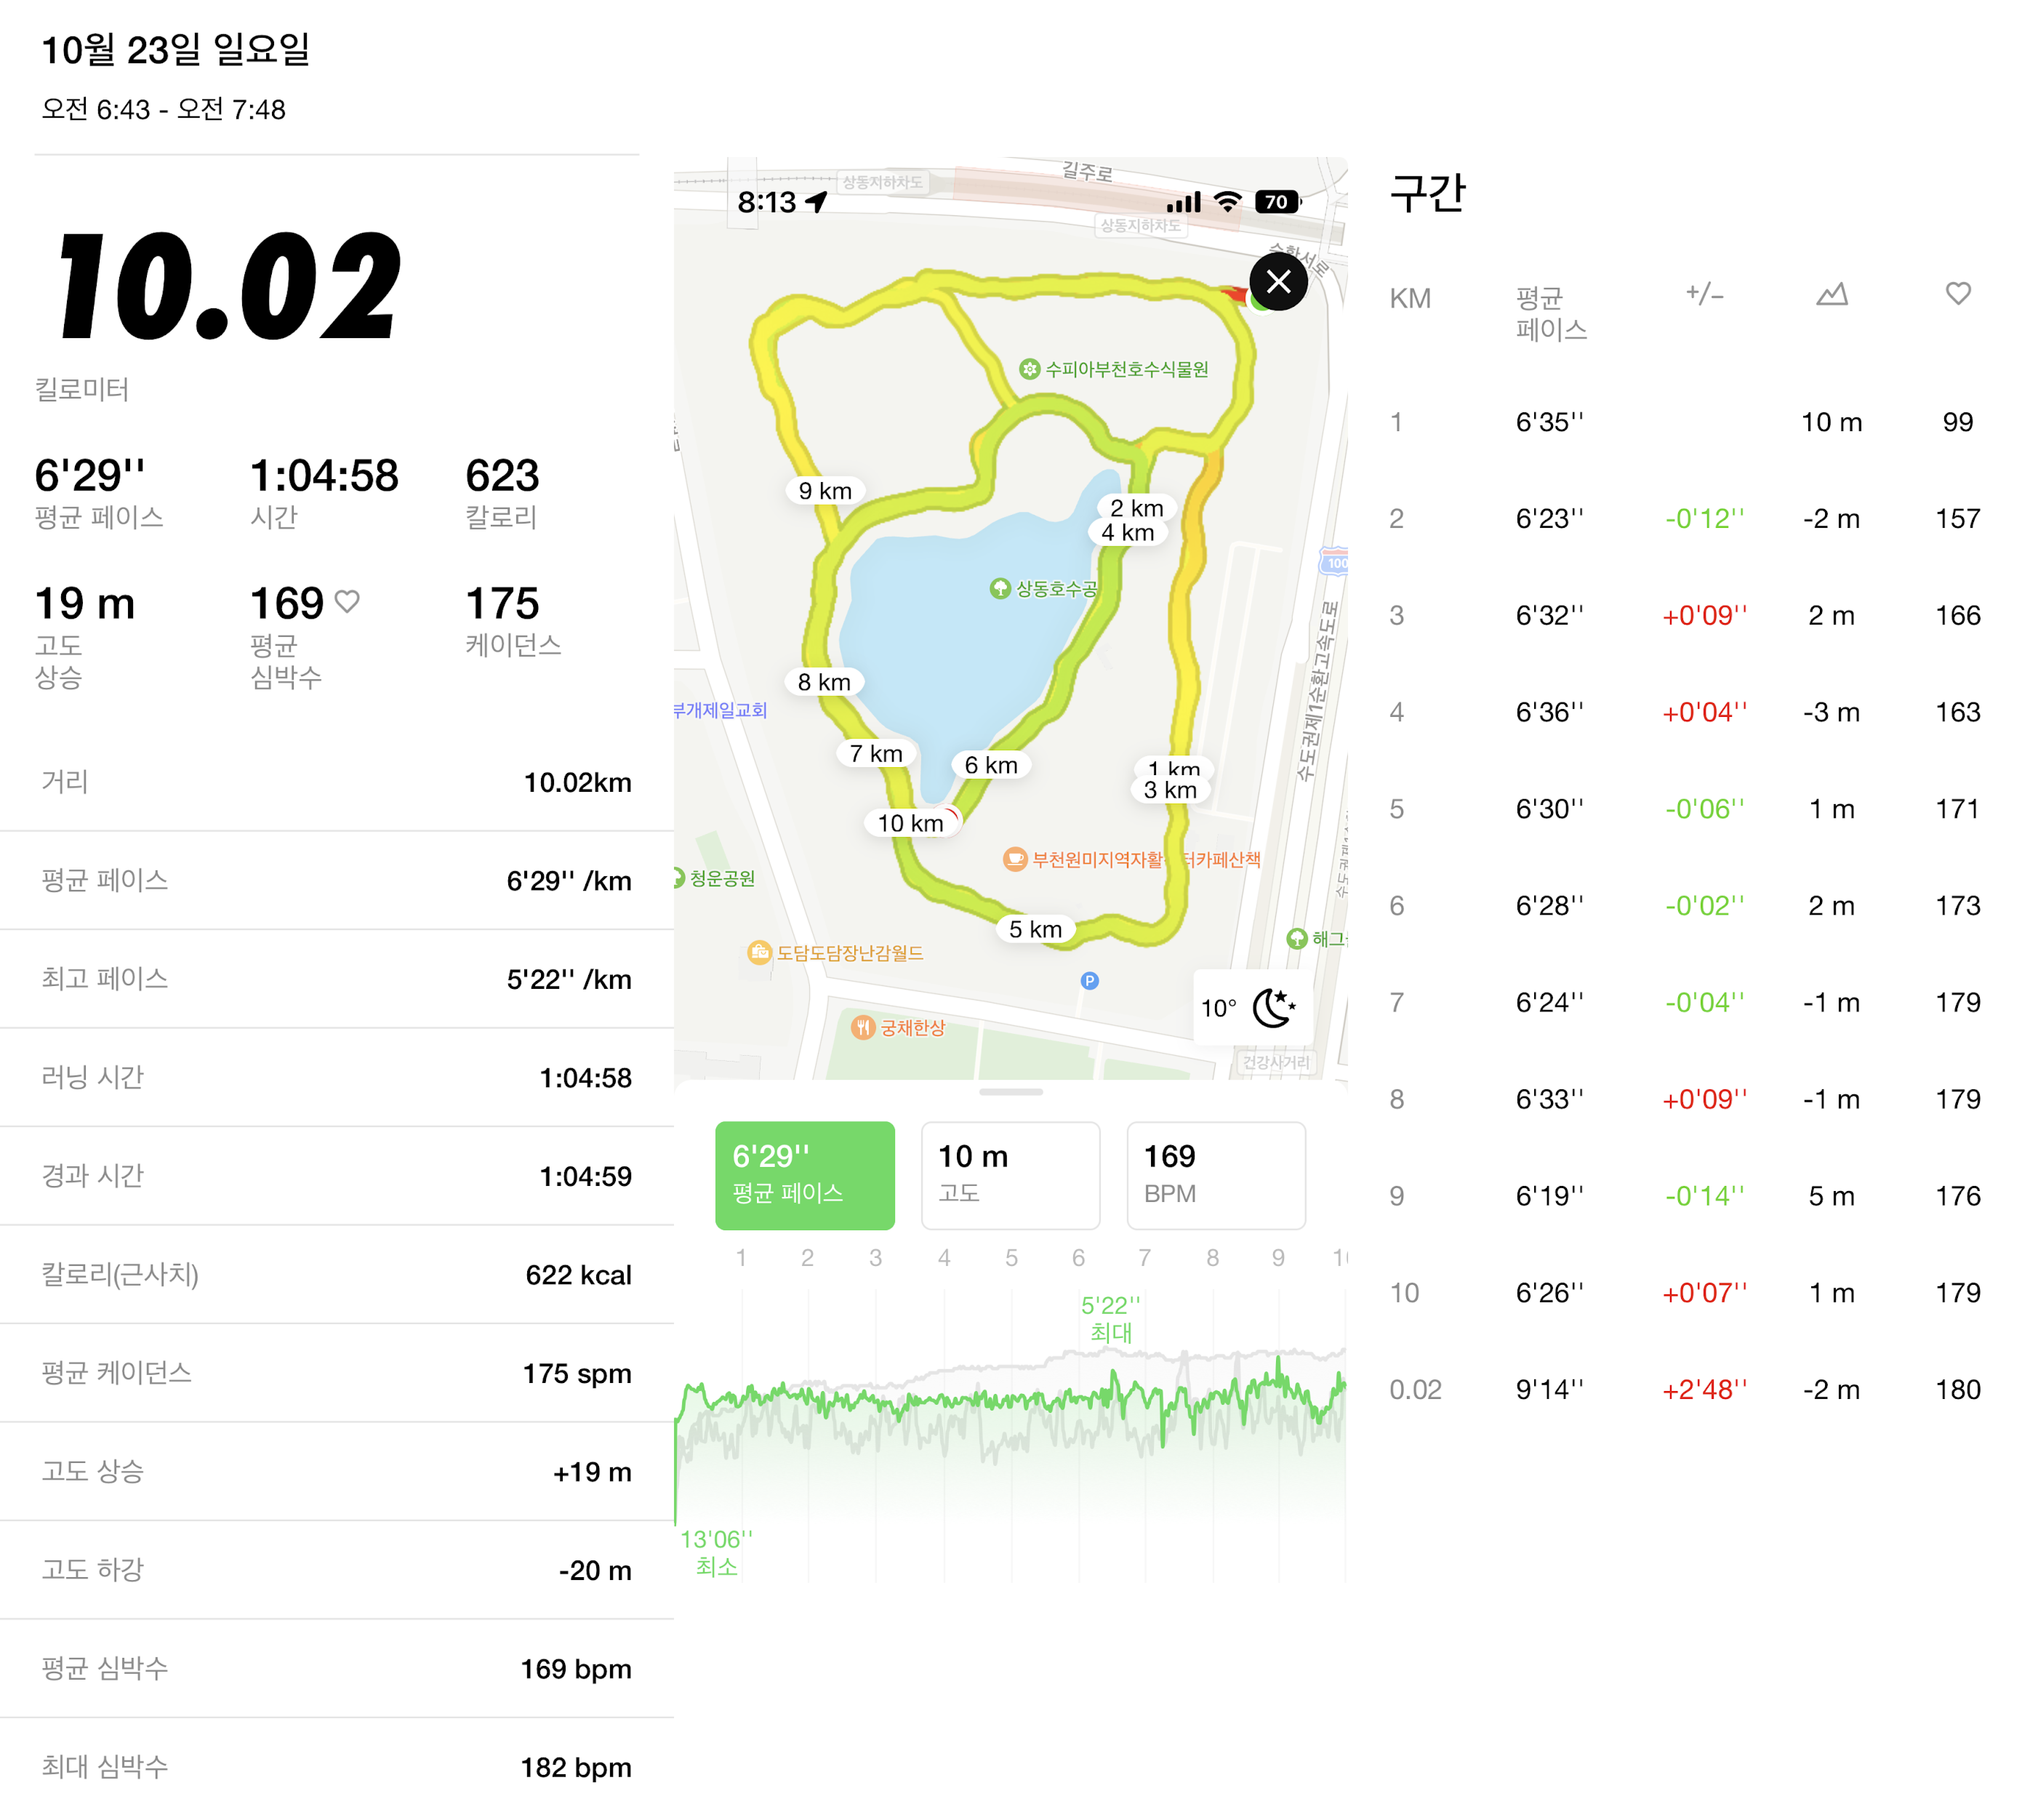 10월 23일 일요일
오전 6:43 - 오전 7:48
10.02
킬로미터
6'29'' 1:04:58 623
평균 페이스 시간 칼로리
19 m 169 175
고도 상승 평균 심박수 케이던스
거리 10.02km
평균 페이스 6'29'' /km
최고 페이스 5'22'' /km
러닝 시간 1:04:58
경과 시간 1:04:59
칼로리(근사치) 622 kcal
평균 케이던스 175 spm
고도 상승 +19 m
고도 하강 -20 m
평균 심박수 169 bpm
최대 심박수 182 bpm
길주로
상동지하차도
8:13 70
상동지하차도
수피아부천호수식물원
9 km
2 km
4 km
상동호수공
100
수도권제1순환고속도로
8 km
부개제일교회
7 km
6 km
1 km
3 km
10 km
부천원미지역자활 터카페산책
청운공원
5 km
해그
도담도담장난감월드
P
10°
궁채한상
건강사거리
6'29'' 10 m 169
평균 페이스 고도 BPM
1 2 3 4 5 6 7 8 9 10
5'22''
최대
13'06''
최소
구간
KM 평균 페이스 +/-
1 6'35'' 10 m 99
2 6'23'' -0'12'' -2 m 157
3 6'32'' +0'09'' 2 m 166
4 6'36'' +0'04'' -3 m 163
5 6'30'' -0'06'' 1 m 171
6 6'28'' -0'02'' 2 m 173
7 6'24'' -0'04'' -1 m 179
8 6'33'' +0'09'' -1 m 179
9 6'19'' -0'14'' 5 m 176
10 6'26'' +0'07'' 1 m 179
0.02 9'14'' +2'48'' -2 m 180